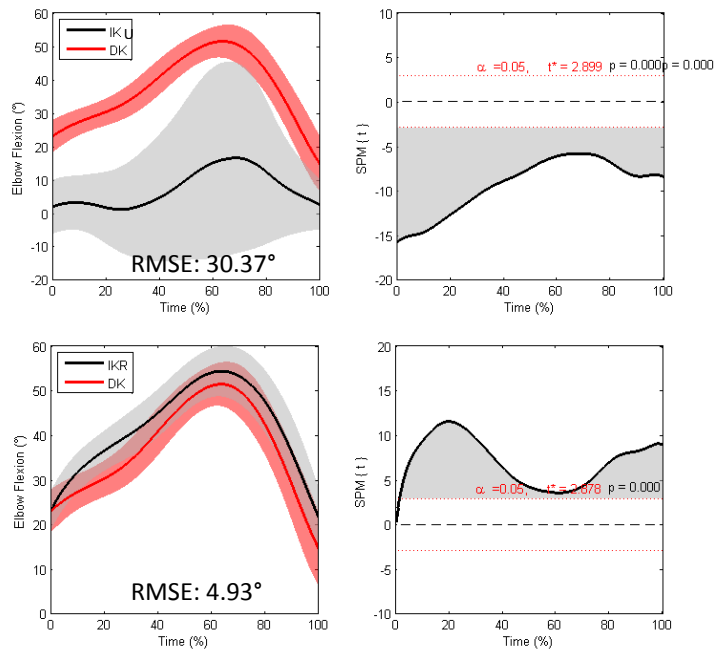 60
50
40
30
20
10
0
-10
-20
Elbow Flexion (°)
IK U
DK
RMSE: 30.37°
0 20 40 60 80 100
Time (%)
10
5
0
-5
-10
-15
-20
SPM { t }
α =0.05, t* = 2.899 p = 0.000p = 0.000
0 20 40 60 80 100
Time (%)
60
50
40
30
20
10
0
Elbow Flexion (°)
IKR
DK
RMSE: 4.93°
0 20 40 60 80 100
Time (%)
20
15
10
5
0
-5
-10
SPM { t }
α =0.05, t* = 2.878 p = 0.000
0 20 40 60 80 100
Time (%)